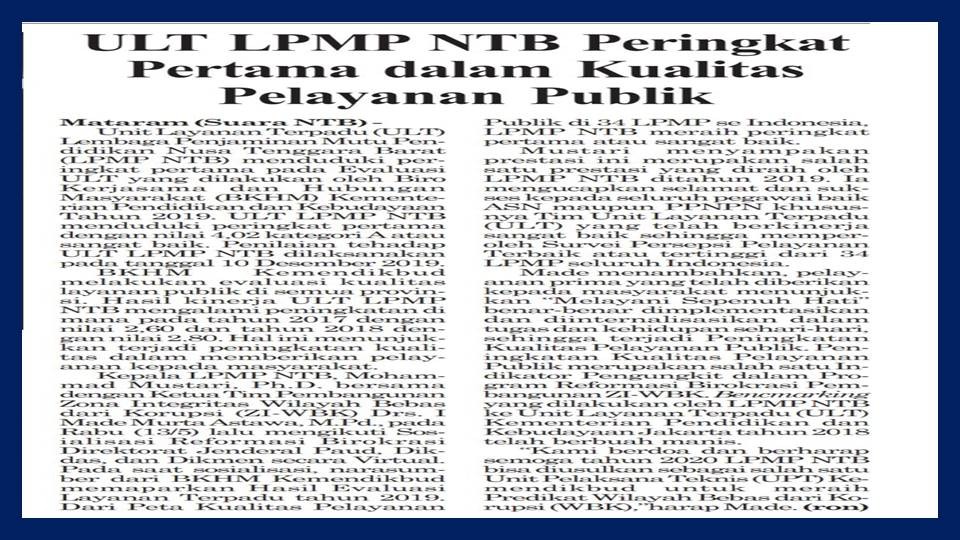 ULT LPMP NTB Peringkat
Pertama dalam Kualitas
Pelayanan Publik
Mataram (Suara NTB) –
Unit Layanan Terpadu (ULT)
Lembaga Penjaminan Mutu Pen-
didikan Nusa Tenggara Barat
(LPMP NTB) menduduki per-
ingkat pertama pada Evaluasi
ULT yang dilakukan oleh Biro
Kerjasama dan Hubungan
Masyarakat (BKHM) Kemente-
rian Pendidikan dan Kebudayaan
Tahun 2019. ULT LPMP NTB
menduduki peringkat pertama
dengan nilai 4,02 kategori A atau
sangat baik. Penilaian tehadap
ULT LPMP NTB dilaksanakan
pada tanggal 10 Desember 2019.
BKHM Kemendikbud
melakukan evaluasi kualitas
layanan publik di semua provin-
si. Hasil kinerja ULT LPMP
NTB mengalami peningkatan di
mana pada tahun 2017 dengan
nilai 2,60 dan tahun 2018 den-
gan nilai 2.80. Hal ini menunjuk-
kan terjadi peningkatan kuali-
tas dalam memberikan pelay-
anan kepada masyarakat.
Kepala LPMP NTB, Moham-
mad Mustari, Ph.D. bersama
dengan Ketua Tim Pembangunan
Zona Integritas Wilayah Bebas
dari Korupsi (ZI-WBK) Drs. I
Made Murta Astawa, M.Pd., pada
Rabu (13/5) lalu mengikuti Sos-
ialisasi Reformasi Birokrasi
Direktorat Jenderal Paud, Dik-
das, dan Dikmen secara Virtual.
Pada saat sosialisasi, narasum-
ber dari BKHM Kemendikbud
memaparkan Hasil Evaluasi
Layanan Terpadu tahun 2019.
Dari Peta Kualitas Pelayanan
Publik di 34 LPMP se Indonesia,
LPMP NTB meraih peringkat
pertama atau sangat baik.
Mustari menyampakan
prestasi ini merupakan salah
satu prestasi yang diraih oleh
LPMP NTB ditahun 2019. Ia
mengucapkan selamat dan suk-
ses kepada seluruh pegawai baik
ASN maupun PPNPN khusus-
nya Tim Unit Layanan Terpadu
(ULT) yang telah berkinerja
sangat baik sehingga memper-
oleh Survei Persepsi Pelayanan
Terbaik atau tertinggi dari 34
LPMP seluruh Indonesia.
Made menambahkan, pelay-
anan prima yang telah diberikan
kepada masyarakat menunjuk-
kan "Melayani Sepenuh Hati"
benar-benar dimplementasikan
dan diinternalisasikan dalam
tugas dan kehidupan sehari-hari,
sehingga terjadi Peningkatan
Kualitas Pelayanan Publik. Pen-
ingkatan Kualitas Pelayanan
Publik merupakan salah satu In-
dikator Pengungkit dalam Pro-
gram Reformasi Birokrasi Pem-
bangunan ZI-WBK. Bencmarking
yang dilakukan oleh LPMP NTB
ke Unit Layanan Terpadu (ULT)
Kementerian Pendidikan dan
Kebudayaan Jakarta tahun 2018
telah berbuah manis.
"Kami berdoa dan berharap
semoga tahun 2020 LPMP NTB
bisa diusulkan sebagai salah satu
Unit Pelaksana Teknis (UPT) Ke-
mendikbud untuk meraih
Predikat Wilayah Bebas dari Ko-
rupsi (WBK),"harap Made. (ron)